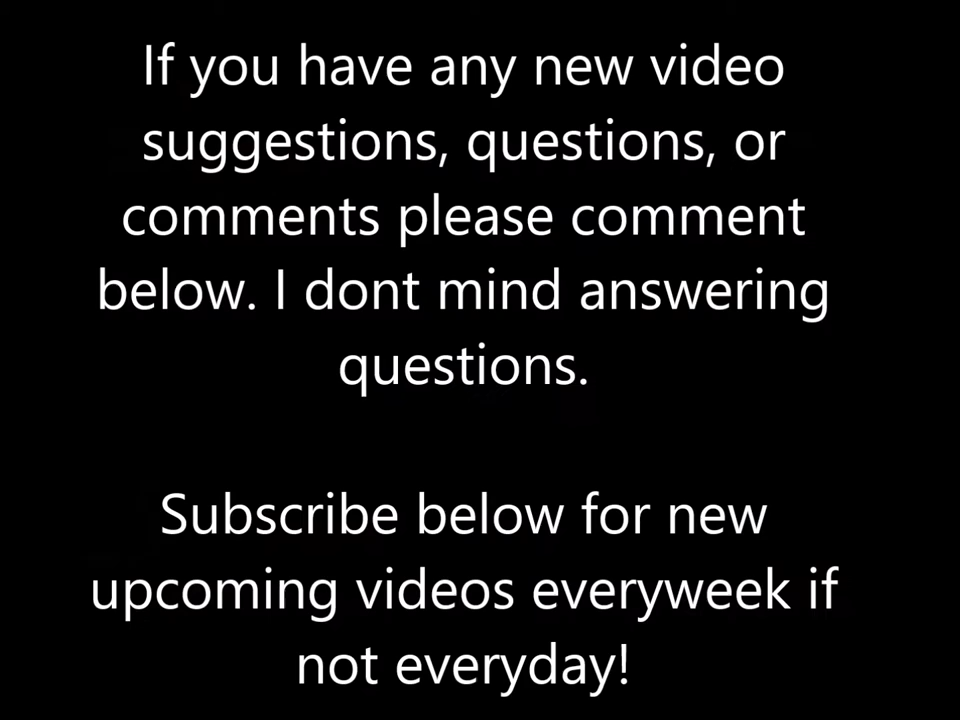 If you have any new video
suggestions, questions, or
comments please comment
below. I dont mind answering
questions.
Subscribe below for new
upcoming videos everyweek if
not everyday!